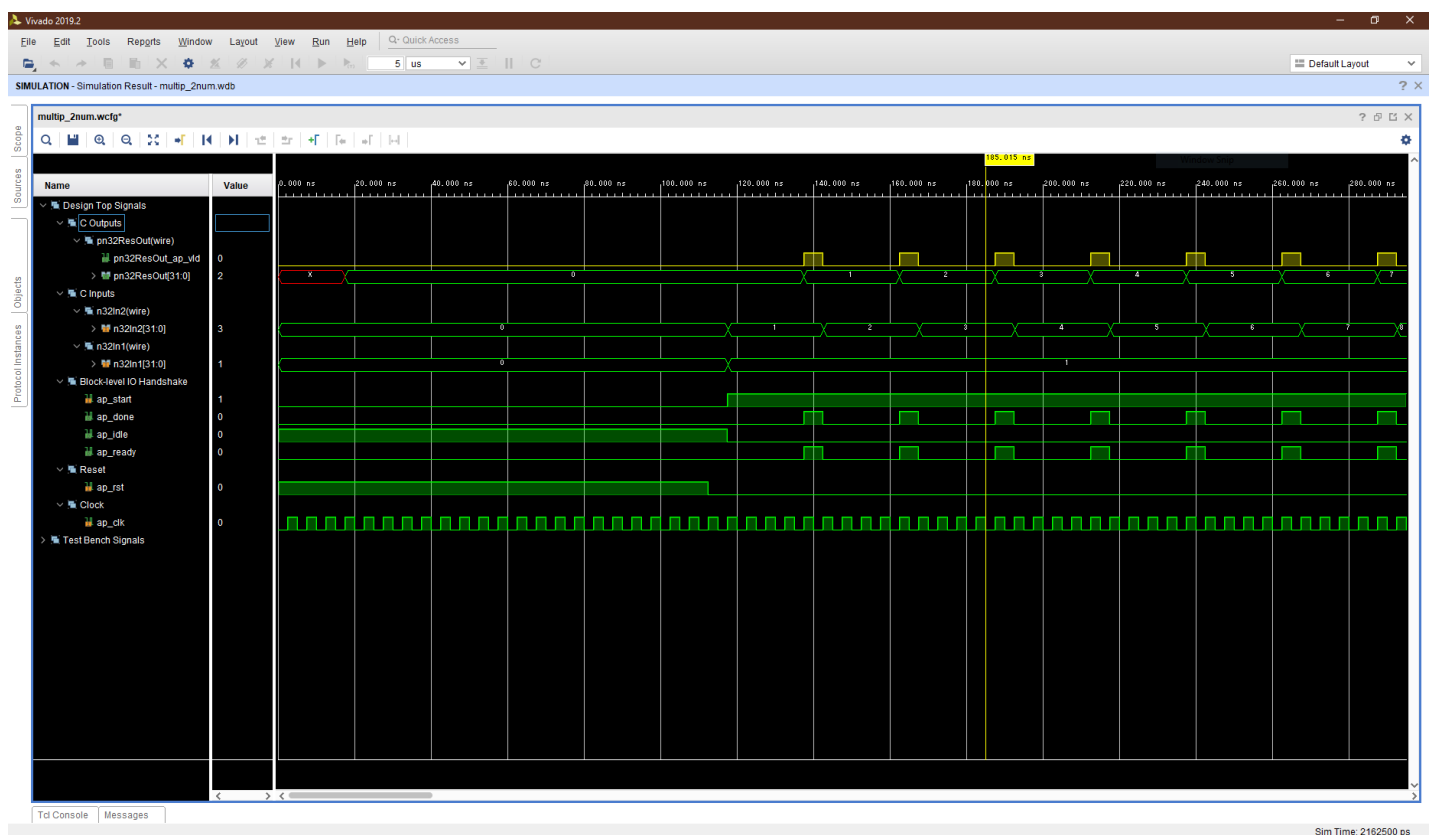 Vivado 2019.2
File Edit Tools Reports Window Layout View Run Help Q- Quick Access
5 us Default Layout
SIMULATION - Simulation Result - multip_2num.wdb
multip_2num.wcfg*
Scope
Sources
Objects
Protocol Instances
185.015 ns
Name Value 0.000 ns 20.000 ns 40.000 ns 60.000 ns 80.000 ns 100.000 ns 120.000 ns 140.000 ns 160.000 ns 180.000 ns 200.000 ns 220.000 ns 240.000 ns 260.000 ns 280.000 ns
Design Top Signals
C Outputs
pn32ResOut(wire)
pn32ResOut_ap_vld 0
pn32ResOut[31:0] 2 X 0 1 2 3 4 5 6 7
C Inputs
n32In2(wire)
n32In2[31:0] 3 0 1 2 3 4 5 6 7 8
n32In1(wire)
n32In1[31:0] 1 0 1
Block-level IO Handshake
ap_start 1
ap_done 0
ap_idle 0
ap_ready 0
Reset
ap_rst 0
Clock
ap_clk 0
Test Bench Signals
Tcl Console Messages
Sim Time: 2162500 ps